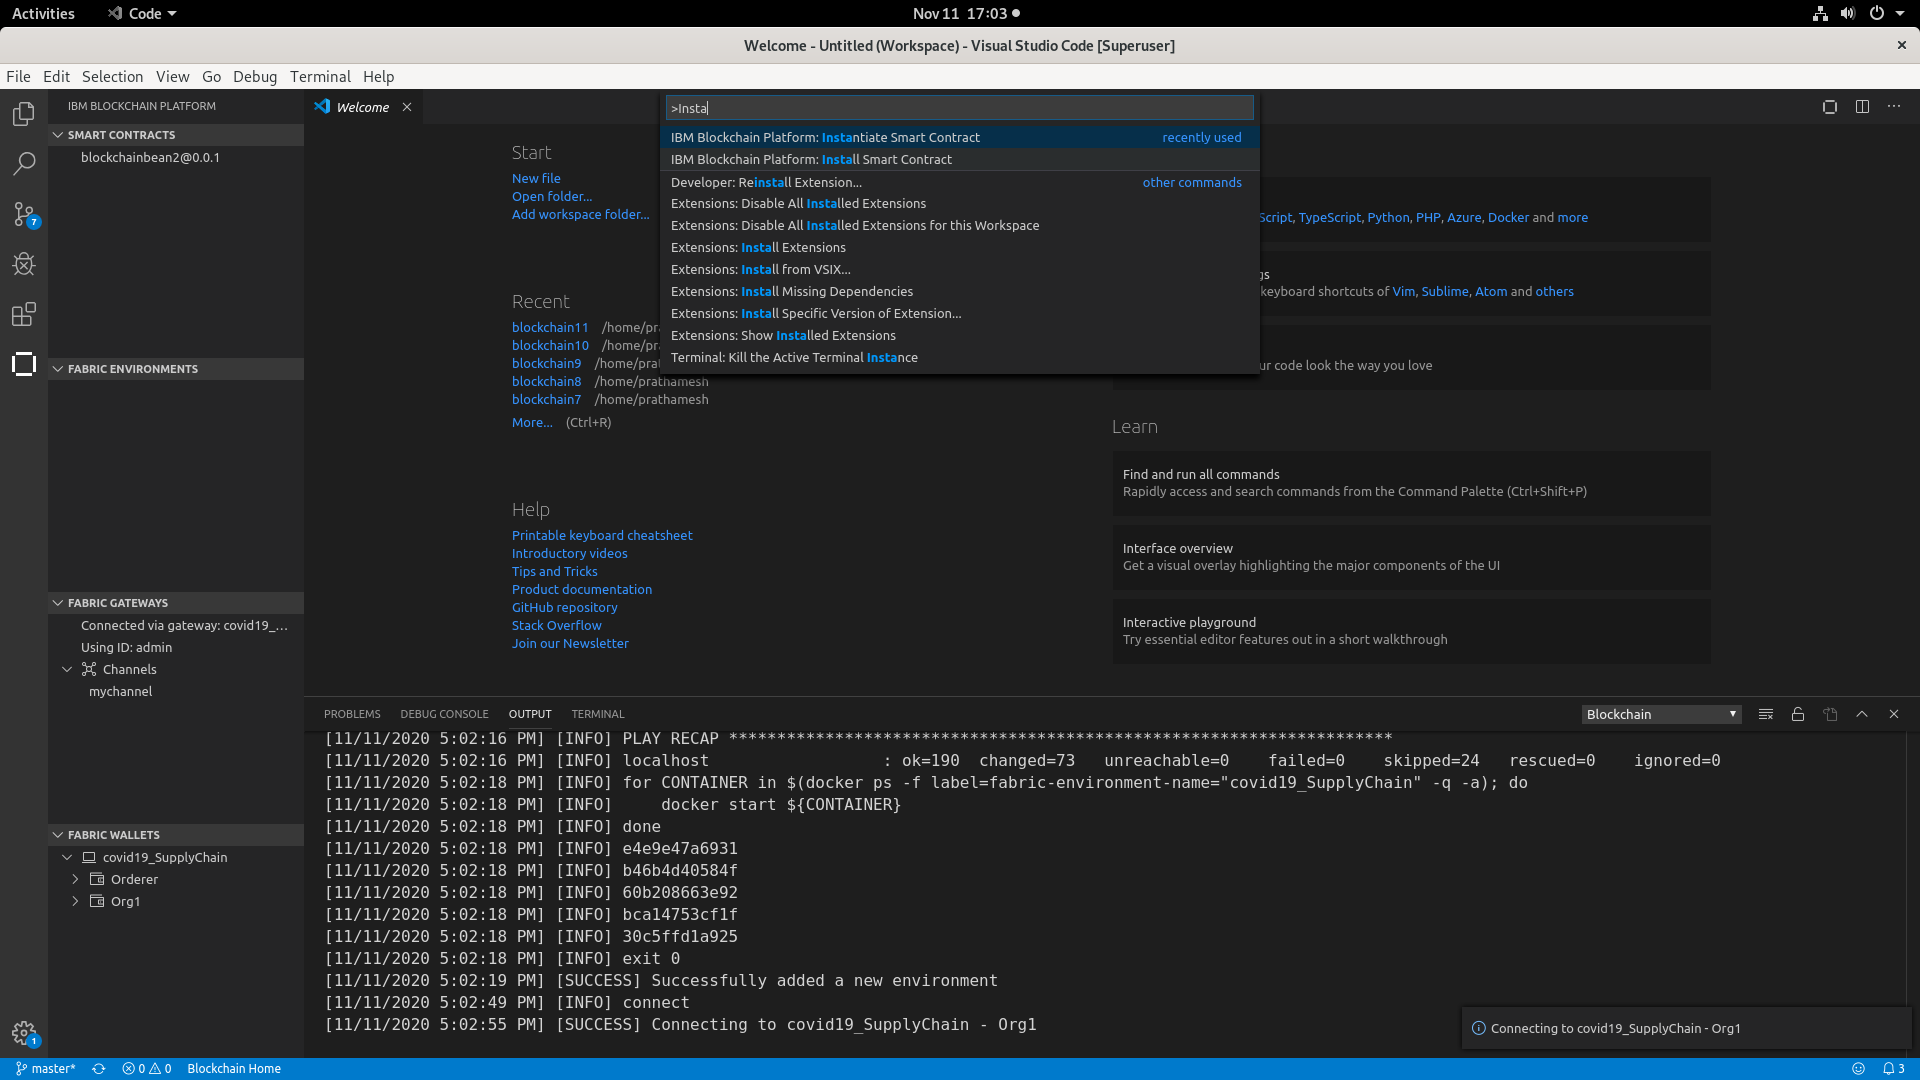 Activities
Code
Nov 11 17:03
Welcome - Untitled (Workspace) - Visual Studio Code [Superuser]
File Edit Selection View Go Debug Terminal Help
IBM BLOCKCHAIN PLATFORM
SMART CONTRACTS
blockchainbean2@0.0.1
7
FABRIC ENVIRONMENTS
FABRIC GATEWAYS
Connected via gateway: covid19_...
Using ID: admin
Channels
mychannel
FABRIC WALLETS
covid19_SupplyChain
Orderer
Org1
1
Welcome
>Insta
IBM Blockchain Platform: Instantiate Smart Contract recently used
IBM Blockchain Platform: Install Smart Contract
Developer: Reinstall Extension... other commands
Extensions: Disable All Installed Extensions
Extensions: Disable All Installed Extensions for this Workspace
Extensions: Install Extensions
Extensions: Install from VSIX...
Extensions: Install Missing Dependencies
Extensions: Install Specific Version of Extension...
Extensions: Show Installed Extensions
Terminal: Kill the Active Terminal Instance
Start
New file
Open folder...
Add workspace folder...
Recent
blockchain11 /home/pra
blockchain10 /home/pra
blockchain9 /home/pra
blockchain8 /home/prathamesh
blockchain7 /home/prathamesh
More... (Ctrl+R)
Help
Printable keyboard cheatsheet
Introductory videos
Tips and Tricks
Product documentation
GitHub repository
Stack Overflow
Join our Newsletter
Script, TypeScript, Python, PHP, Azure, Docker and more
gs
keyboard shortcuts of Vim, Sublime, Atom and others
ur code look the way you love
Learn
Find and run all commands
Rapidly access and search commands from the Command Palette (Ctrl+Shift+P)
Interface overview
Get a visual overlay highlighting the major components of the UI
Interactive playground
Try essential editor features out in a short walkthrough
PROBLEMS DEBUG CONSOLE OUTPUT TERMINAL
Blockchain
[11/11/2020 5:02:16 PM] [INFO] PLAY RECAP *********************************************************************
[11/11/2020 5:02:16 PM] [INFO] localhost                  : ok=190  changed=73   unreachable=0    failed=0    skipped=24   rescued=0    ignored=0
[11/11/2020 5:02:18 PM] [INFO] for CONTAINER in $(docker ps -f label=fabric-environment-name="covid19_SupplyChain" -q -a); do
[11/11/2020 5:02:18 PM] [INFO]     docker start ${CONTAINER}
[11/11/2020 5:02:18 PM] [INFO] done
[11/11/2020 5:02:18 PM] [INFO] e4e9e47a6931
[11/11/2020 5:02:18 PM] [INFO] b46b4d40584f
[11/11/2020 5:02:18 PM] [INFO] 60b208663e92
[11/11/2020 5:02:18 PM] [INFO] bca14753cf1f
[11/11/2020 5:02:18 PM] [INFO] 30c5ffd1a925
[11/11/2020 5:02:18 PM] [INFO] exit 0
[11/11/2020 5:02:19 PM] [SUCCESS] Successfully added a new environment
[11/11/2020 5:02:49 PM] [INFO] connect
[11/11/2020 5:02:55 PM] [SUCCESS] Connecting to covid19_SupplyChain - Org1
Connecting to covid19_SupplyChain - Org1
master* 0 0 Blockchain Home 3